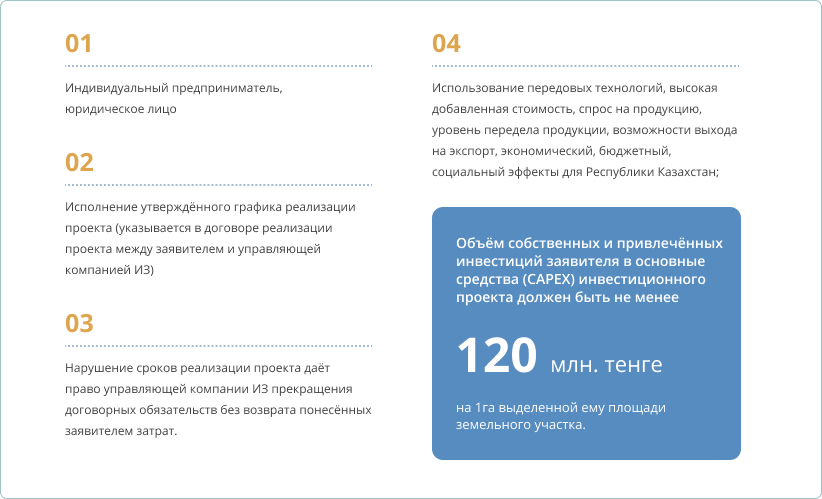 01
Индивидуальный предприниматель,
юридическое лицо
02
Исполнение утверждённого графика реализации
проекта (указывается в договоре реализации
проекта между заявителем и управляющей
компанией ИЗ)
03
Нарушение сроков реализации проекта даёт
право управляющей компании ИЗ прекращения
договорных обязательств без возврата понесённых
заявителем затрат.
04
Использование передовых технологий, высокая
добавленная стоимость, спрос на продукцию,
уровень передела продукции, возможности выхода
на экспорт, экономический, бюджетный,
социальный эффекты для Республики Казахстан;
Объём собственных и привлечённых
инвестиций заявителя в основные
средства (CAPEX) инвестиционного
проекта должен быть не менее
120 млн. тенге
на 1га выделенной ему площади
земельного участка.